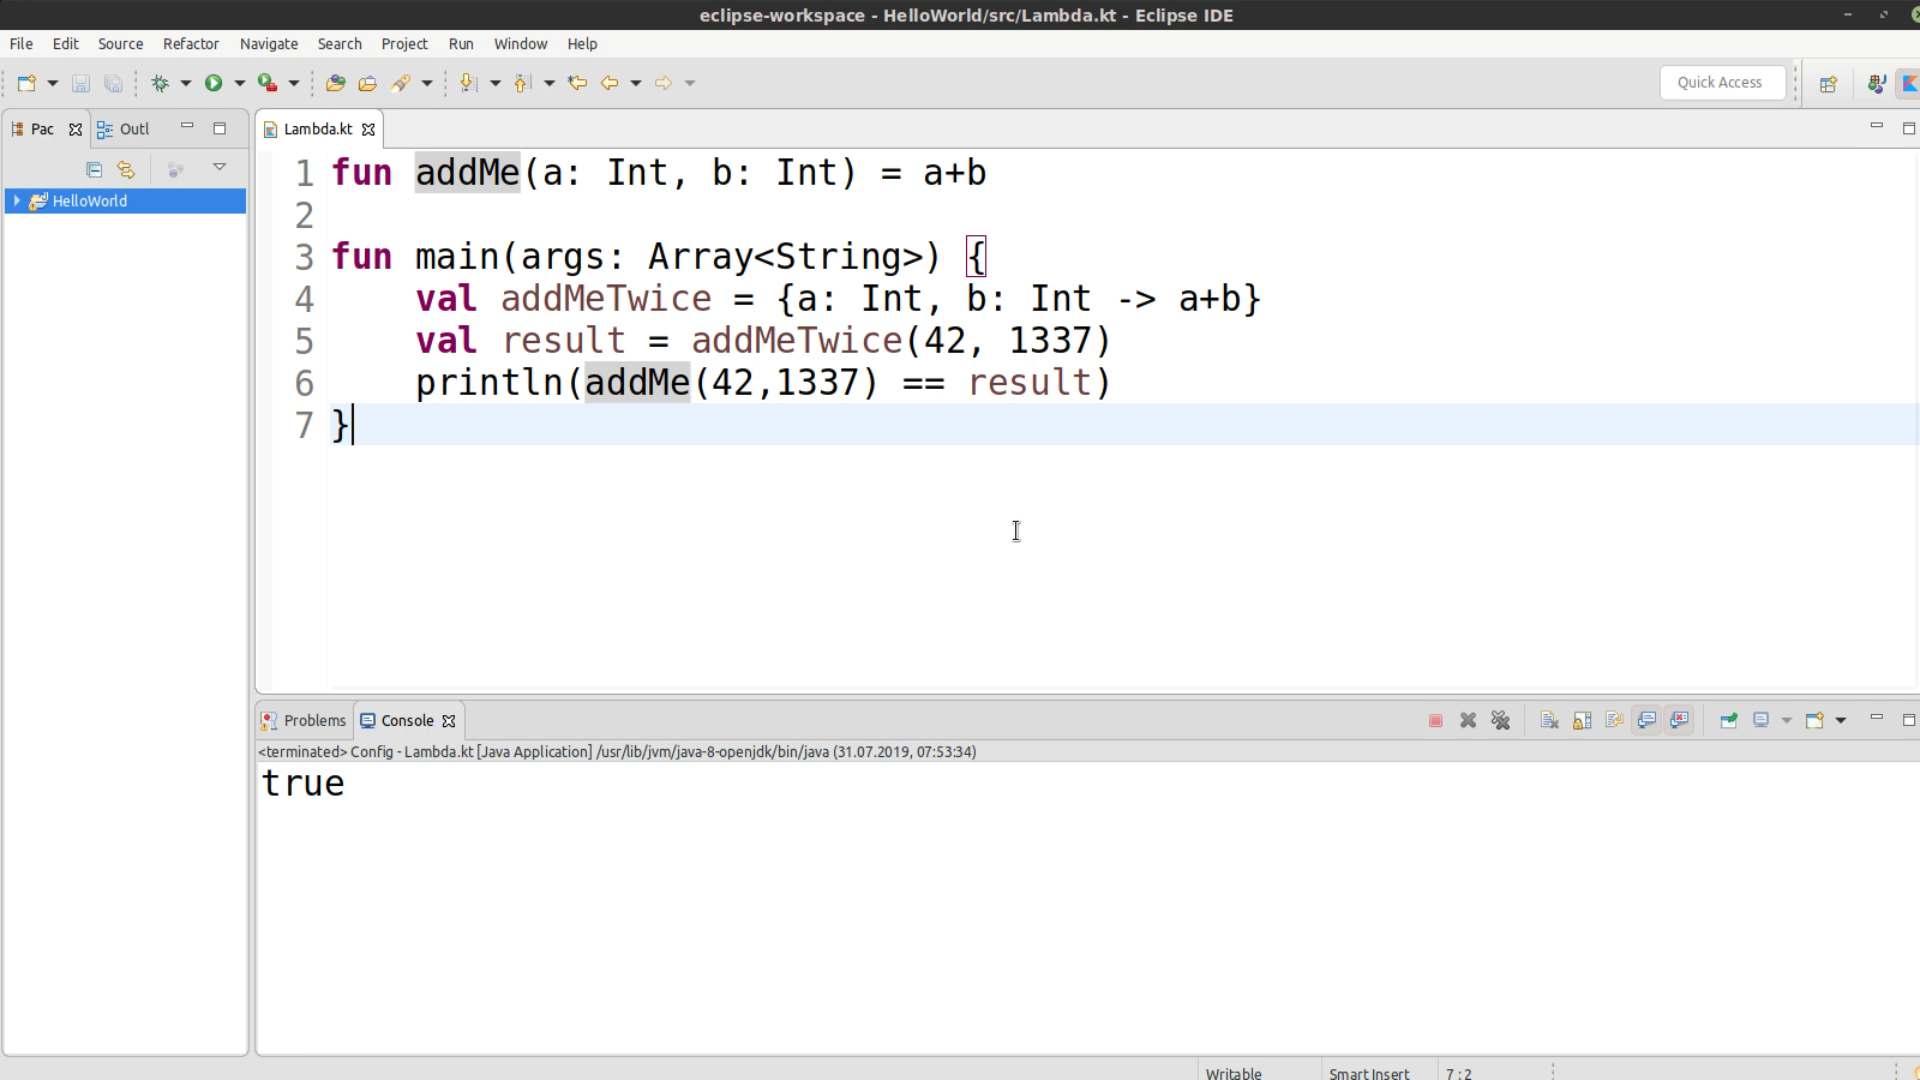 eclipse-workspace - HelloWorld/src/Lambda.kt - Eclipse IDE
File Edit Source Refactor Navigate Search Project Run Window Help
Quick Access
Pac Outl
Lambda.kt
HelloWorld
1 fun addMe(a: Int, b: Int) = a+b
2
3 fun main(args: Array<String>) {
4     val addMeTwice = {a: Int, b: Int -> a+b}
5     val result = addMeTwice(42, 1337)
6     println(addMe(42,1337) == result)
7 }
Problems Console
<terminated> Config - Lambda.kt [Java Application] /usr/lib/jvm/java-8-openjdk/bin/java (31.07.2019, 07:53:34)
true
Writable Smart Insert 7 : 2